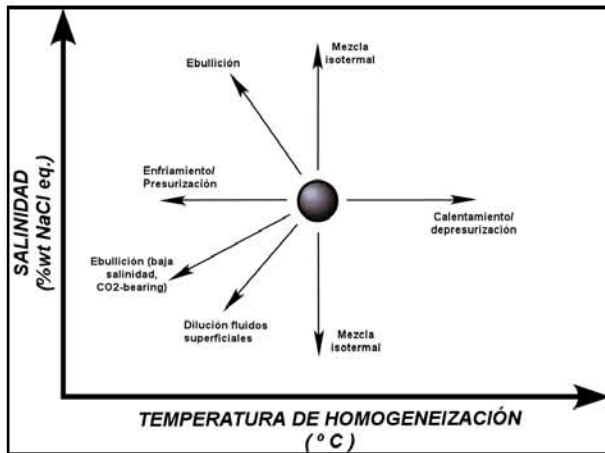 Mezcla
isotermal
Ebullición
Enfriamiento/
Presurización
Calentamiento/
depresurización
Ebullición (baja
salinidad,
CO2-bearing)
Dilución fluidos
superficiales
Mezcla
isotermal
SALINIDAD
(%wt NaCl eq.)
TEMPERATURA DE HOMOGENEIZACIÓN
( º C )